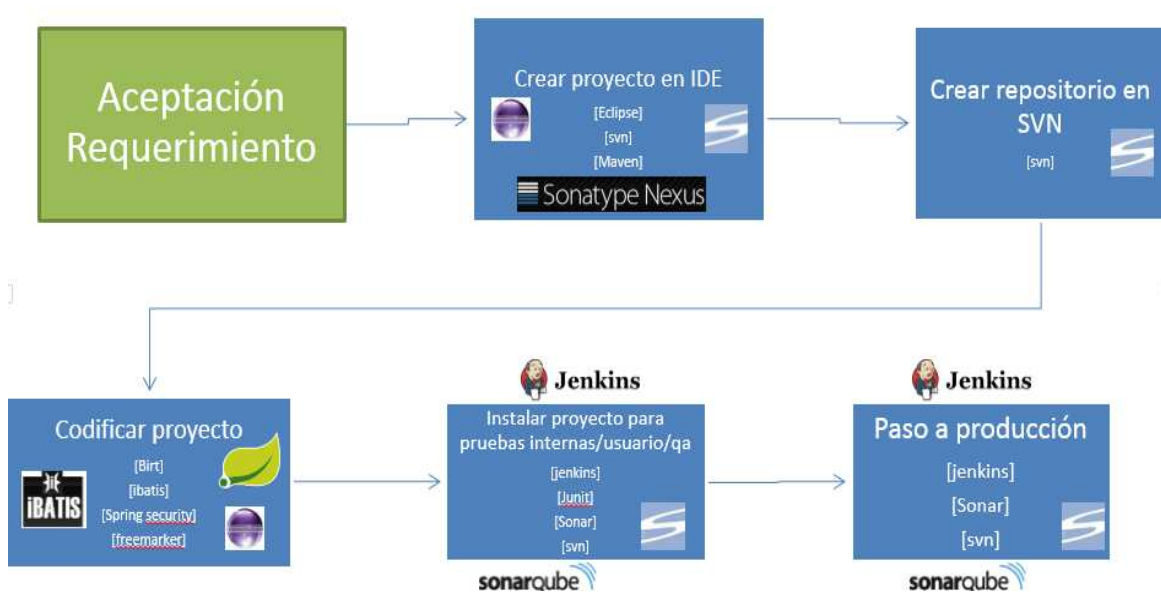 Aceptación
Requerimiento
Crear proyecto en IDE
[Eclipse]
[svn]
[Maven]
Sonatype Nexus
Crear repositorio en
SVN
[svn]
Codificar proyecto
[Birt]
[ibatis]
[Spring security]
[freemarker]
iBATIS
Jenkins
Instalar proyecto para
pruebas internas/usuario/qa
[jenkins]
[Junit]
[Sonar]
[svn]
sonarqube
Jenkins
Paso a producción
[jenkins]
[Sonar]
[svn]
sonarqube